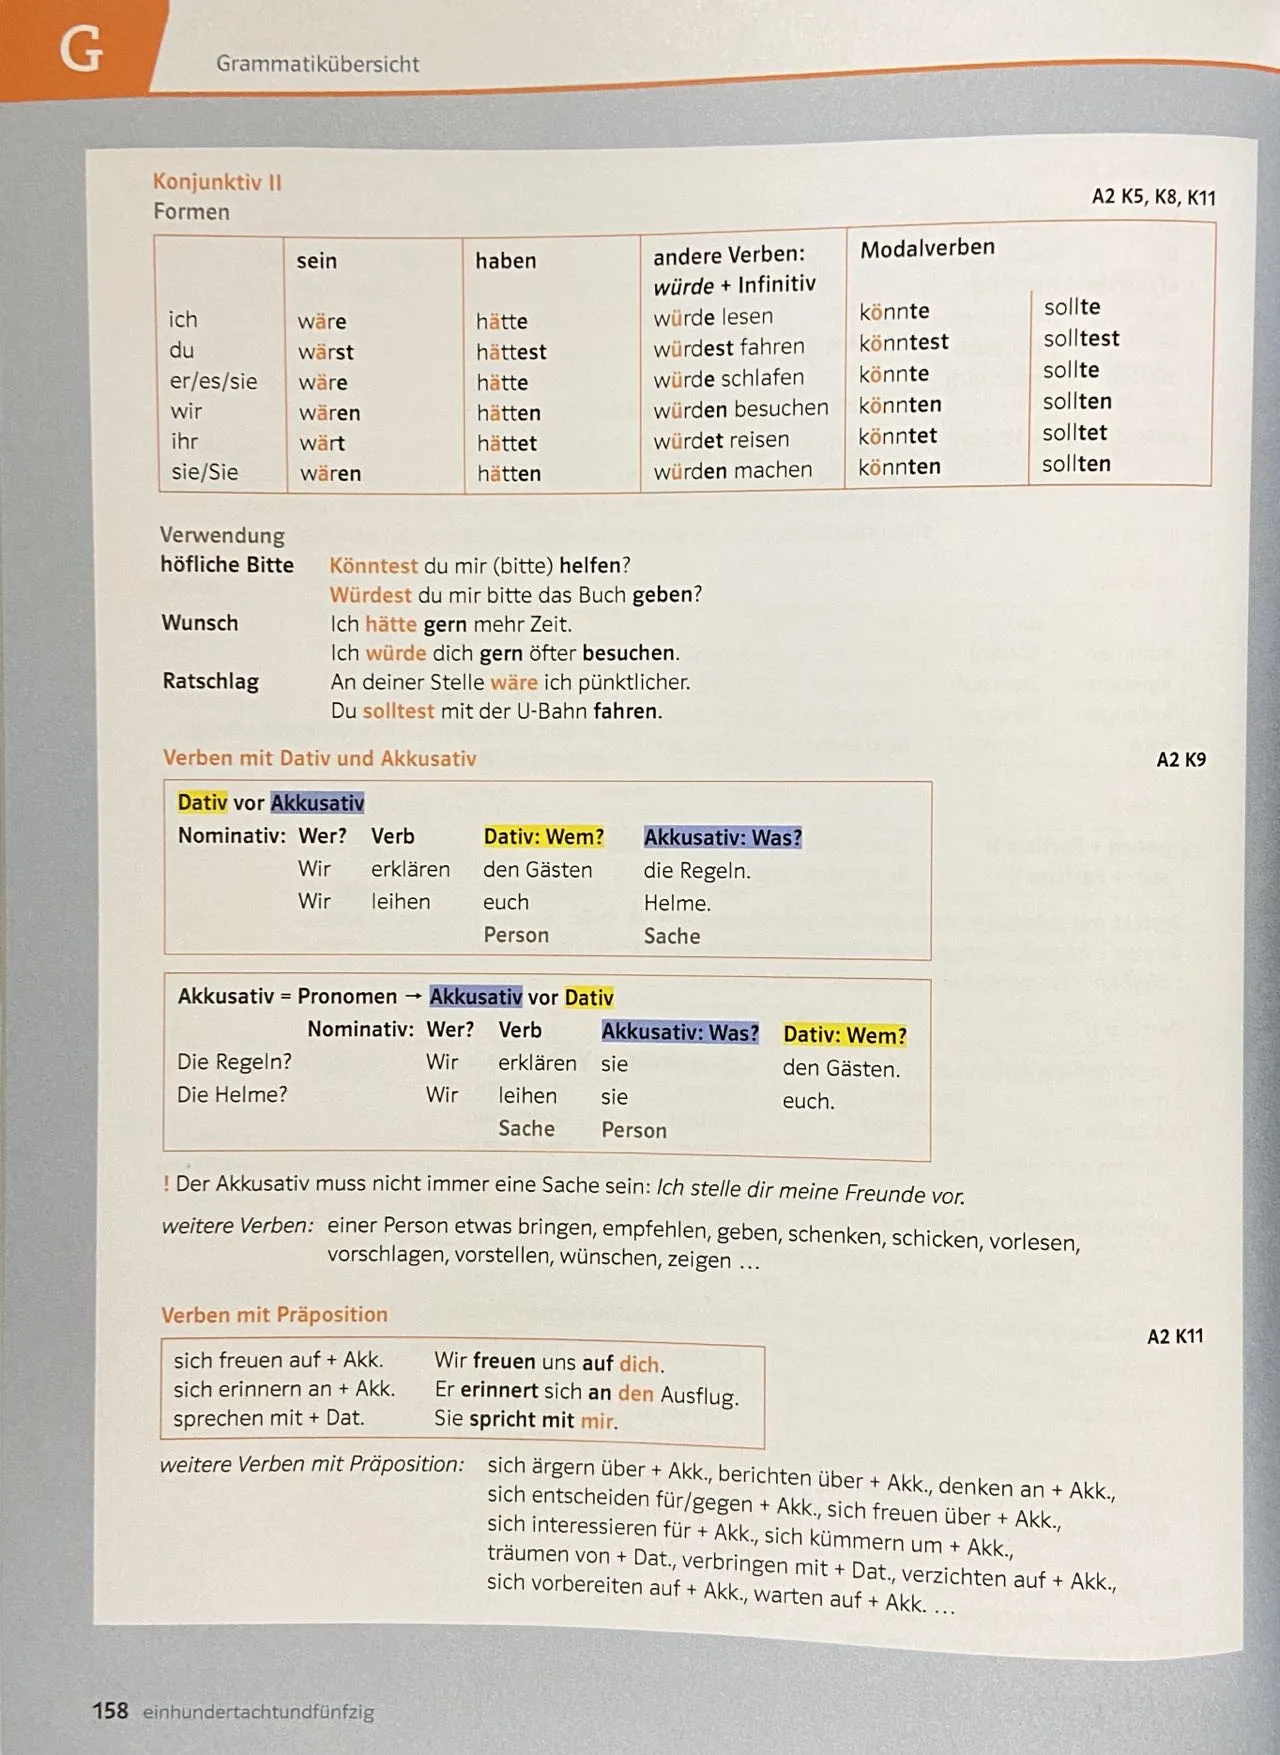 G
Grammatikübersicht
Konjunktiv II
A2 K5, K8, K11
Formen
sein haben andere Verben: Modalverben
würde + Infinitiv
ich wäre hätte würde lesen könnte sollte
du wärst hättest würdest fahren könntest solltest
er/es/sie wäre hätte würde schlafen könnte sollte
wir wären hätten würden besuchen könnten sollten
ihr wärt hättet würdet reisen könntet solltet
sie/Sie wären hätten würden machen könnten sollten
Verwendung
höfliche Bitte Könntest du mir (bitte) helfen?
Würdest du mir bitte das Buch geben?
Wunsch Ich hätte gern mehr Zeit.
Ich würde dich gern öfter besuchen.
Ratschlag An deiner Stelle wäre ich pünktlicher.
Du solltest mit der U-Bahn fahren.
Verben mit Dativ und Akkusativ A2 K9
Dativ vor Akkusativ
Nominativ: Wer? Verb Dativ: Wem? Akkusativ: Was?
Wir erklären den Gästen die Regeln.
Wir leihen euch Helme.
Person Sache
Akkusativ = Pronomen → Akkusativ vor Dativ
Nominativ: Wer? Verb Akkusativ: Was? Dativ: Wem?
Die Regeln? Wir erklären sie den Gästen.
Die Helme? Wir leihen sie euch.
Sache Person
! Der Akkusativ muss nicht immer eine Sache sein: Ich stelle dir meine Freunde vor.
weitere Verben: einer Person etwas bringen, empfehlen, geben, schenken, schicken, vorlesen,
vorschlagen, vorstellen, wünschen, zeigen ...
Verben mit Präposition
A2 K11
sich freuen auf + Akk. Wir freuen uns auf dich.
sich erinnern an + Akk. Er erinnert sich an den Ausflug.
sprechen mit + Dat. Sie spricht mit mir.
weitere Verben mit Präposition: sich ärgern über + Akk., berichten über + Akk., denken an + Akk.,
sich entscheiden für/gegen + Akk., sich freuen über + Akk.,
sich interessieren für + Akk., sich kümmern um + Akk.,
träumen von + Dat., verbringen mit + Dat., verzichten auf + Akk.,
sich vorbereiten auf + Akk., warten auf + Akk. ...
158 einhundertachtundfünfzig